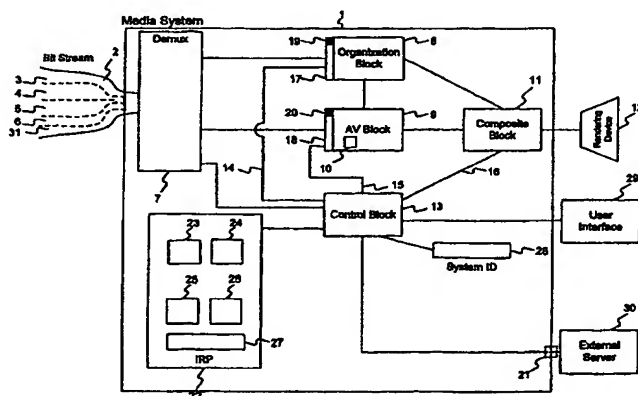 Media System
1
Bit Stream
2
Demux
3
4
5
6
31
7
19
Organization
Block
8
17
20
AV Block
9
18
10
11
Composite
Block
12
Rendering
Device
14
15
16
Control Block
13
29
User
Interface
28
System ID
23
24
25
26
27
IRP
21
30
External
Server